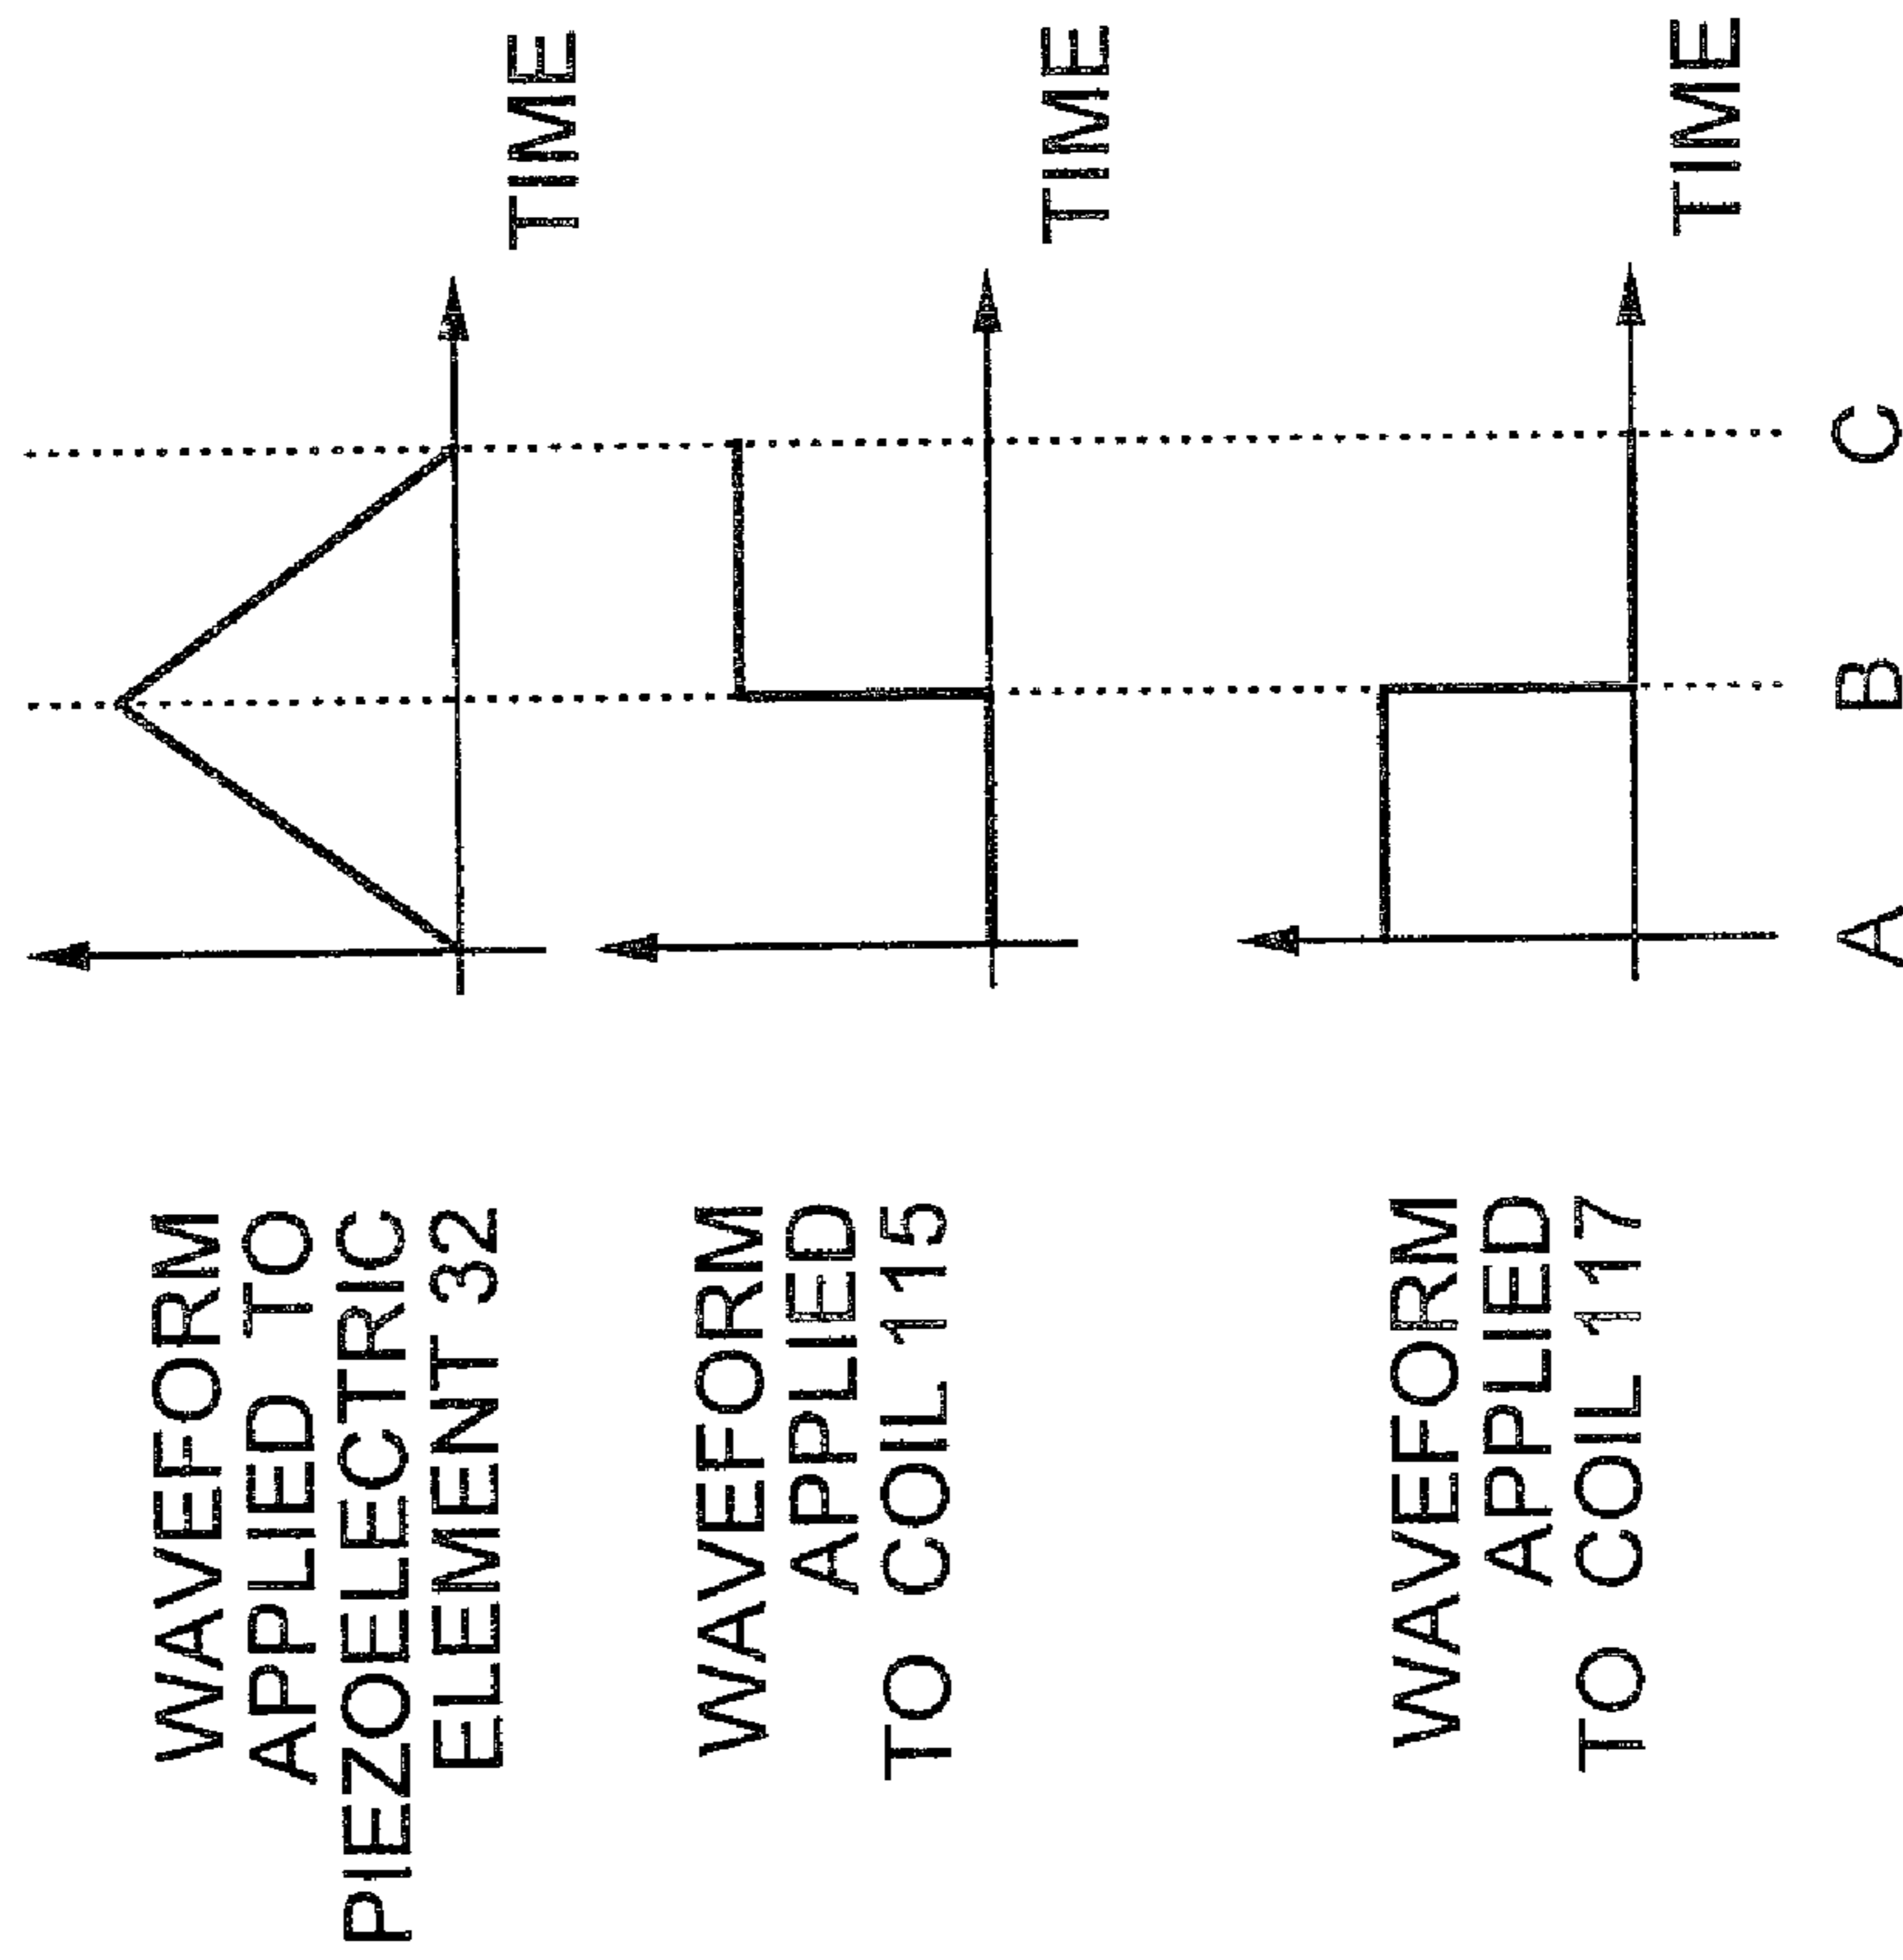 WAVEFORM
APPLIED TO
PIEZOELECTRIC
ELEMENT 32
TIME
WAVEFORM
APPLIED
TO COIL 115
TIME
WAVEFORM
APPLIED
TO COIL 117
TIME
A B C